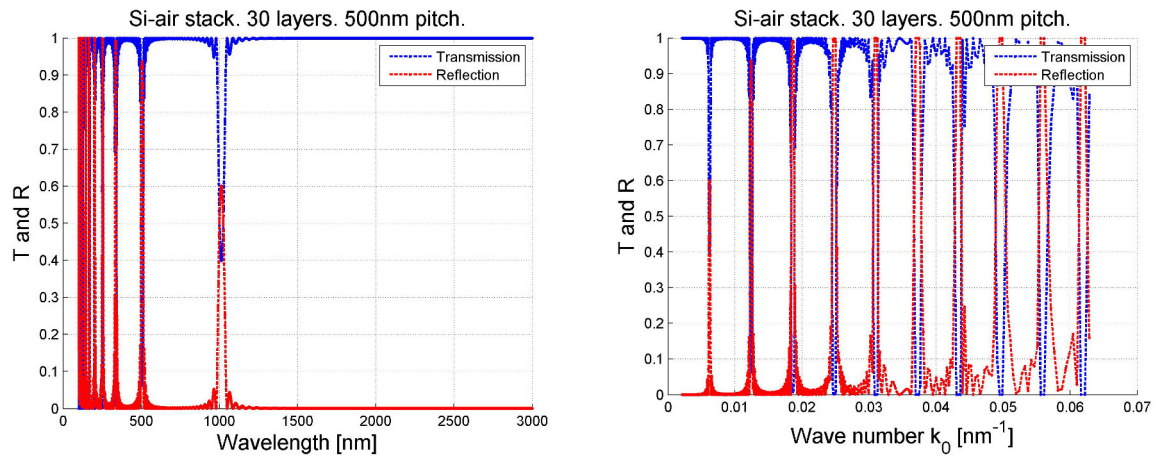 Si-air stack. 30 layers. 500nm pitch.
1
0.9
0.8
0.7
0.6
0.5
0.4
0.3
0.2
0.1
0
T and R
Transmission
Reflection
0 500 1000 1500 2000 2500 3000
Wavelength [nm]
Si-air stack. 30 layers. 500nm pitch.
1
0.9
0.8
0.7
0.6
0.5
0.4
0.3
0.2
0.1
0
T and R
Transmission
Reflection
0 0.01 0.02 0.03 0.04 0.05 0.06 0.07
Wave number k0 [nm-1]